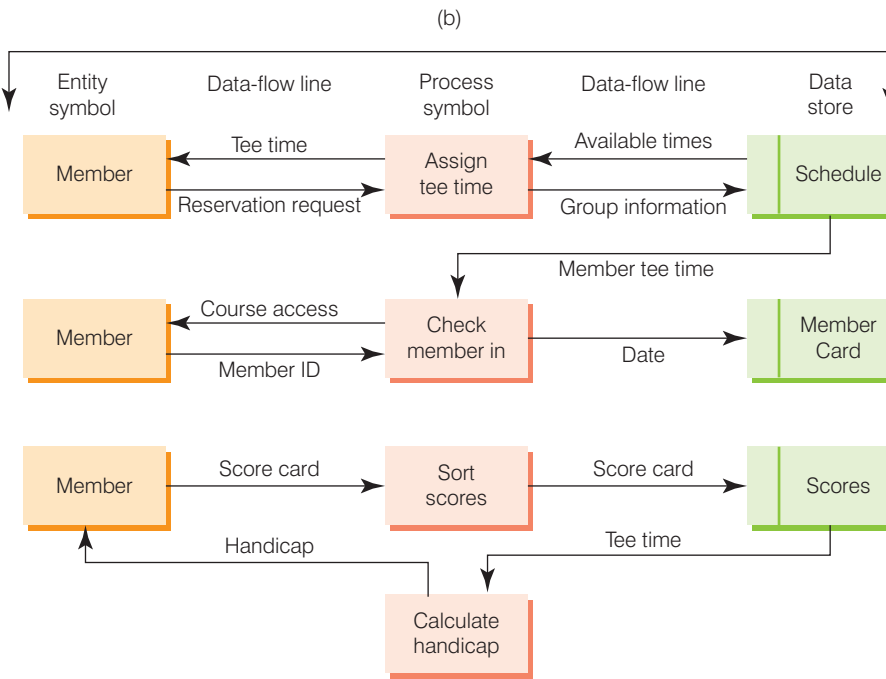 (b)
Entity
symbol
Data-flow line
Process
symbol
Data-flow line
Data
store
Member
Tee time
Reservation request
Assign
tee time
Available times
Group information
Schedule
Member tee time
Member
Course access
Member ID
Check
member in
Date
Member
Card
Member
Score card
Sort
scores
Score card
Scores
Handicap
Tee time
Calculate
handicap